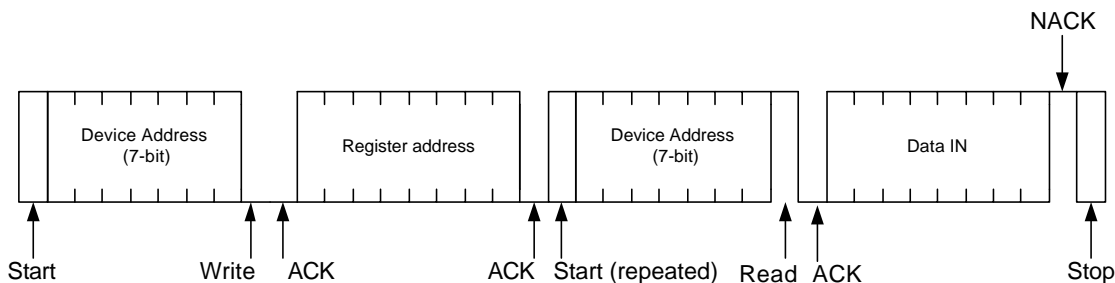 NACK
Device Address
(7-bit)
Register address
Device Address
(7-bit)
Data IN
Start
Write
ACK
ACK
Start (repeated)
Read
ACK
Stop